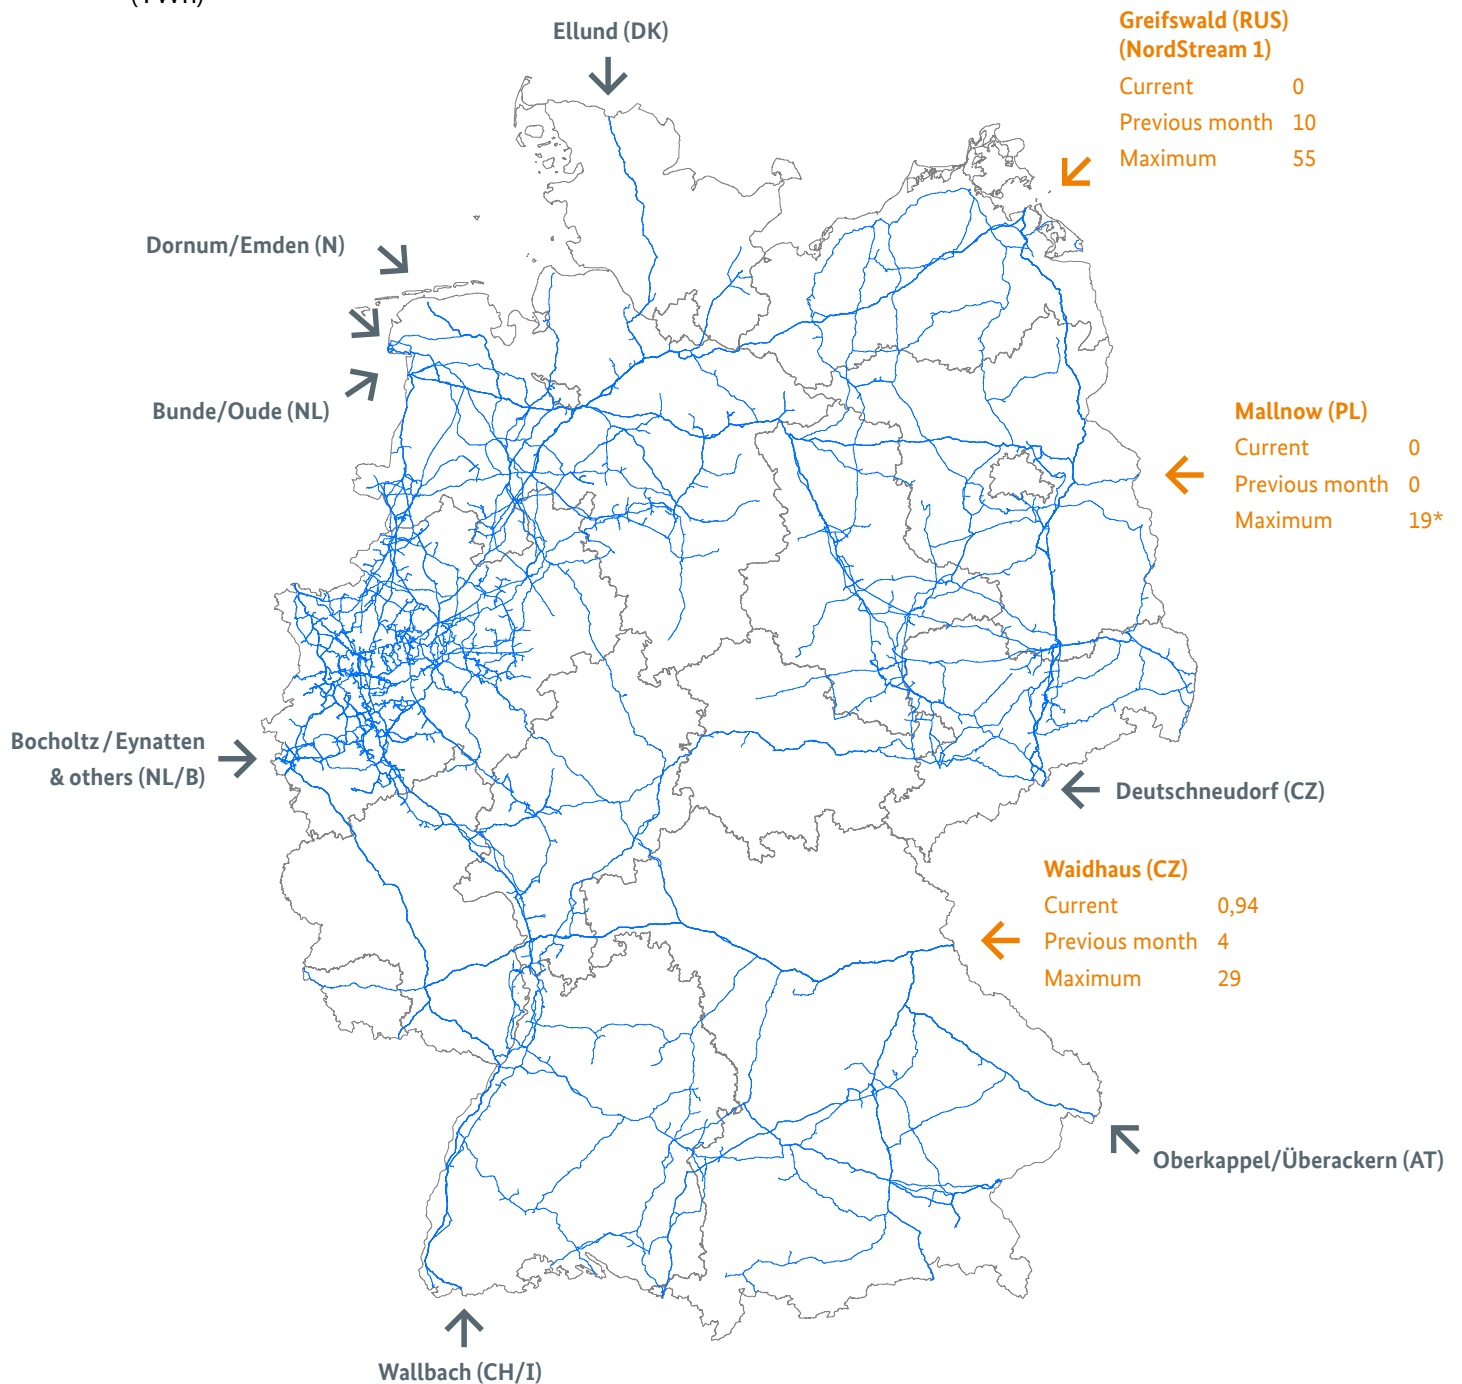 (TWh)
Ellund (DK)
Greifswald (RUS)
(NordStream 1)
Current 0
Previous month 10
Maximum 55
Dornum/Emden (N)
Bunde/Oude (NL)
Mallnow (PL)
Current 0
Previous month 0
Maximum 19*
Bocholtz / Eynatten
& others (NL/B)
Deutschneudorf (CZ)
Waidhaus (CZ)
Current 0,94
Previous month 4
Maximum 29
Oberkappel/Überackern (AT)
Wallbach (CH/I)